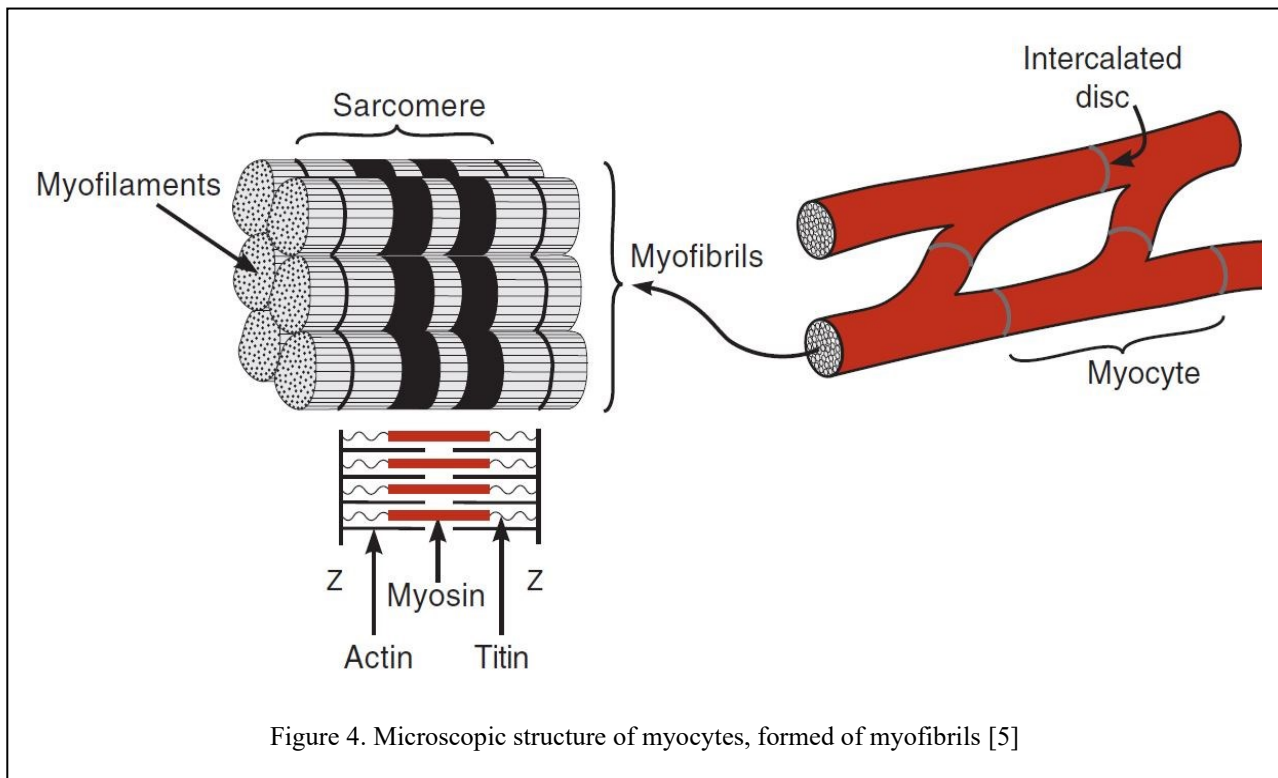 Intercalated
disc
Sarcomere
Myofilaments
Myofibrils
Myocyte
Z
Z
Myosin
Actin
Titin
Figure 4. Microscopic structure of myocytes, formed of myofibrils [5]